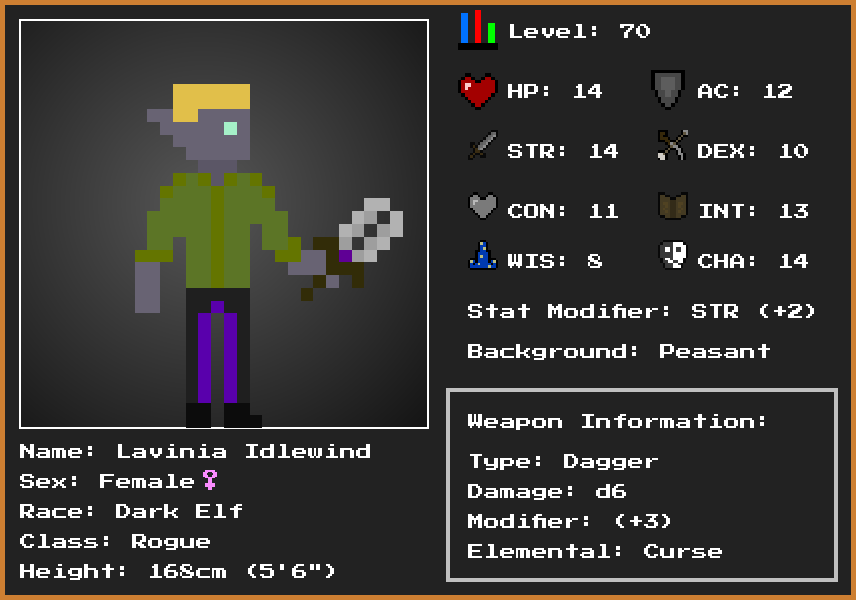 Level: 70
HP: 14 AC: 12
STR: 14 DEX: 10
CON: 11 INT: 13
WIS: 8 CHA: 14
Stat Modifier: STR (+2)
Background: Peasant
Weapon Information:
Type: Dagger
Damage: d6
Modifier: (+3)
Elemental: Curse
Name: Lavinia Idlewind
Sex: Female♀
Race: Dark Elf
Class: Rogue
Height: 168cm (5'6")